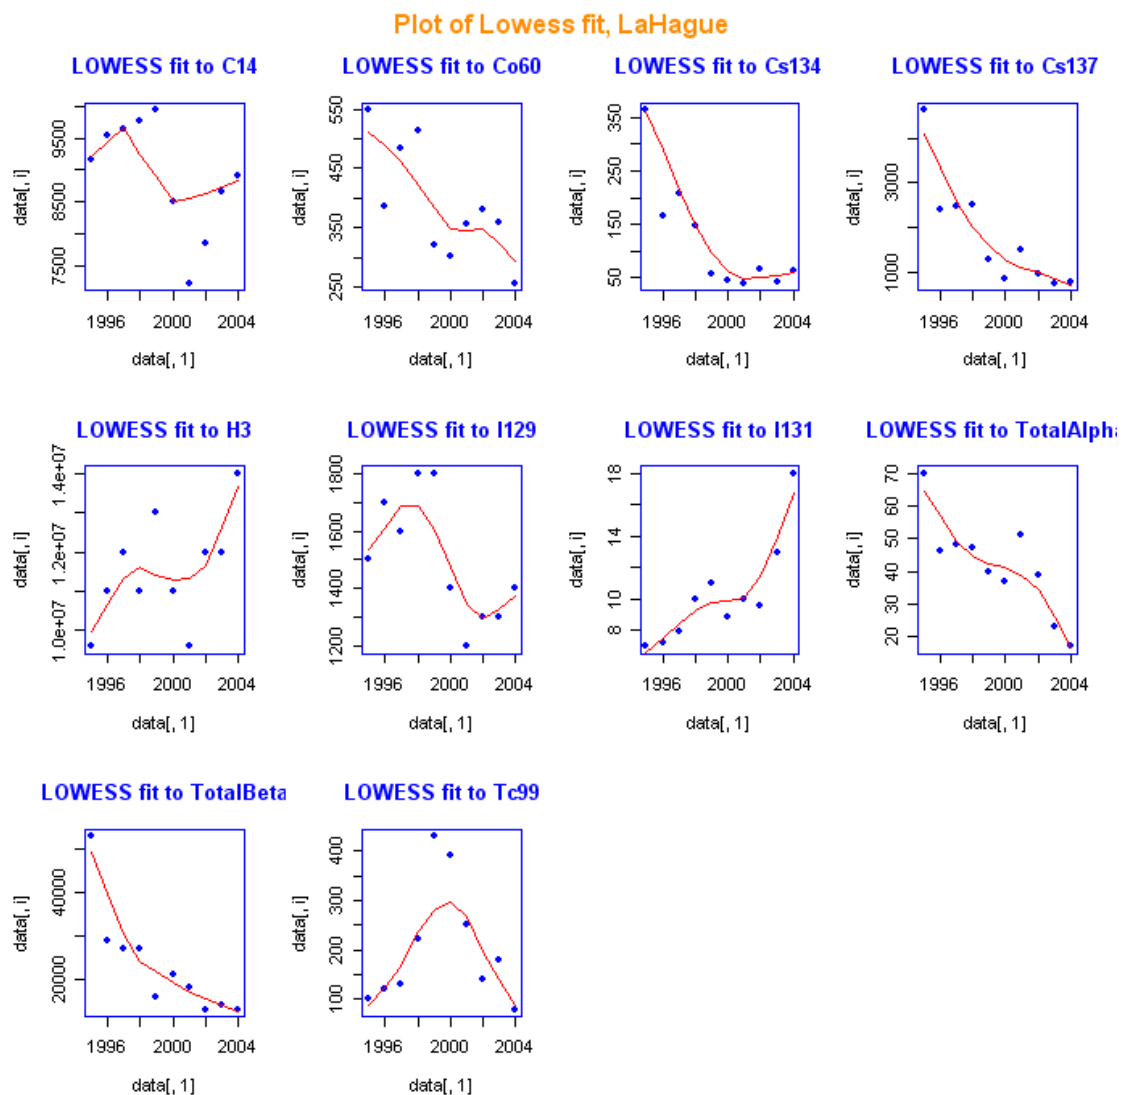 Plot of Lowess fit, LaHague
LOWESS fit to C14
data[, i]
7500 8500 9500
1996 2000 2004
data[, 1]
LOWESS fit to Co60
data[, i]
250 350 450 550
1996 2000 2004
data[, 1]
LOWESS fit to Cs134
data[, i]
50 150 250 350
1996 2000 2004
data[, 1]
LOWESS fit to Cs137
data[, i]
1000 3000
1996 2000 2004
data[, 1]
LOWESS fit to H3
data[, i]
1.0e+07 1.2e+07 1.4e+07
1996 2000 2004
data[, 1]
LOWESS fit to I129
data[, i]
1200 1400 1600 1800
1996 2000 2004
data[, 1]
LOWESS fit to I131
data[, i]
8 10 14 18
1996 2000 2004
data[, 1]
LOWESS fit to TotalAlpha
data[, i]
20 30 40 50 60 70
1996 2000 2004
data[, 1]
LOWESS fit to TotalBeta
data[, i]
20000 40000
1996 2000 2004
data[, 1]
LOWESS fit to Tc99
data[, i]
100 200 300 400
1996 2000 2004
data[, 1]